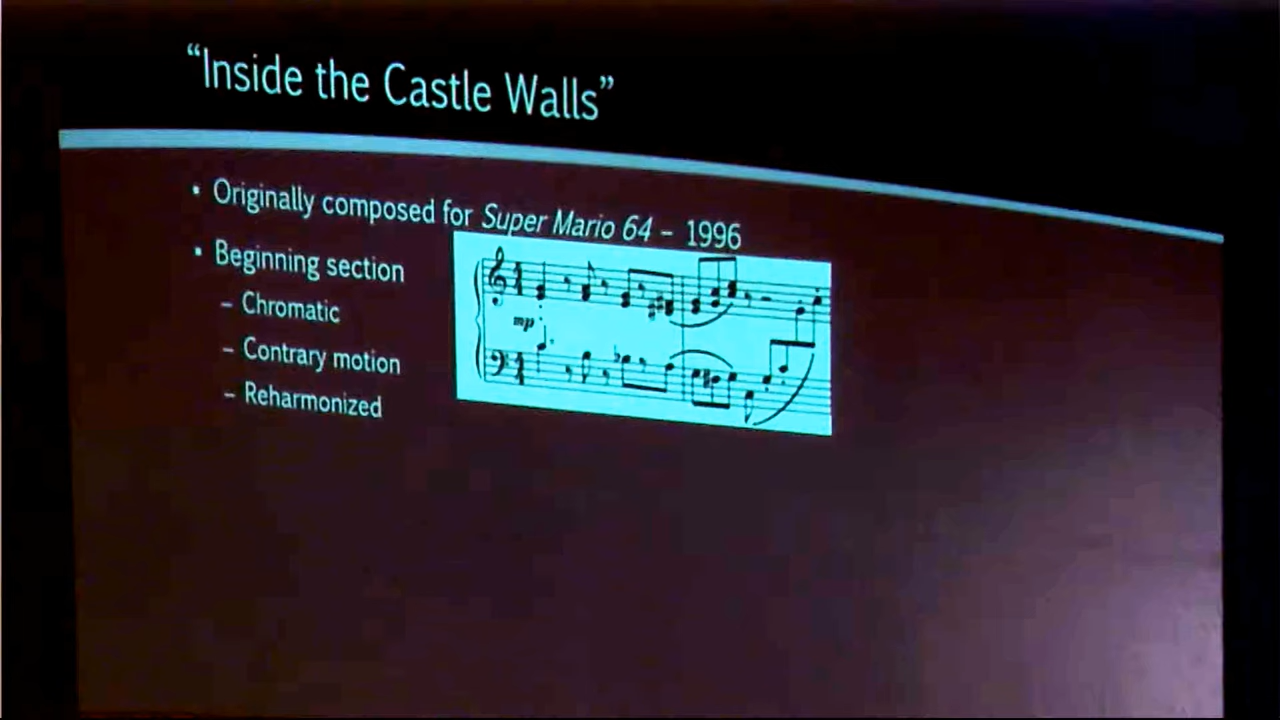 “Inside the Castle Walls”
• Originally composed for Super Mario 64 – 1996
• Beginning section
– Chromatic
– Contrary motion
– Reharmonized
mp